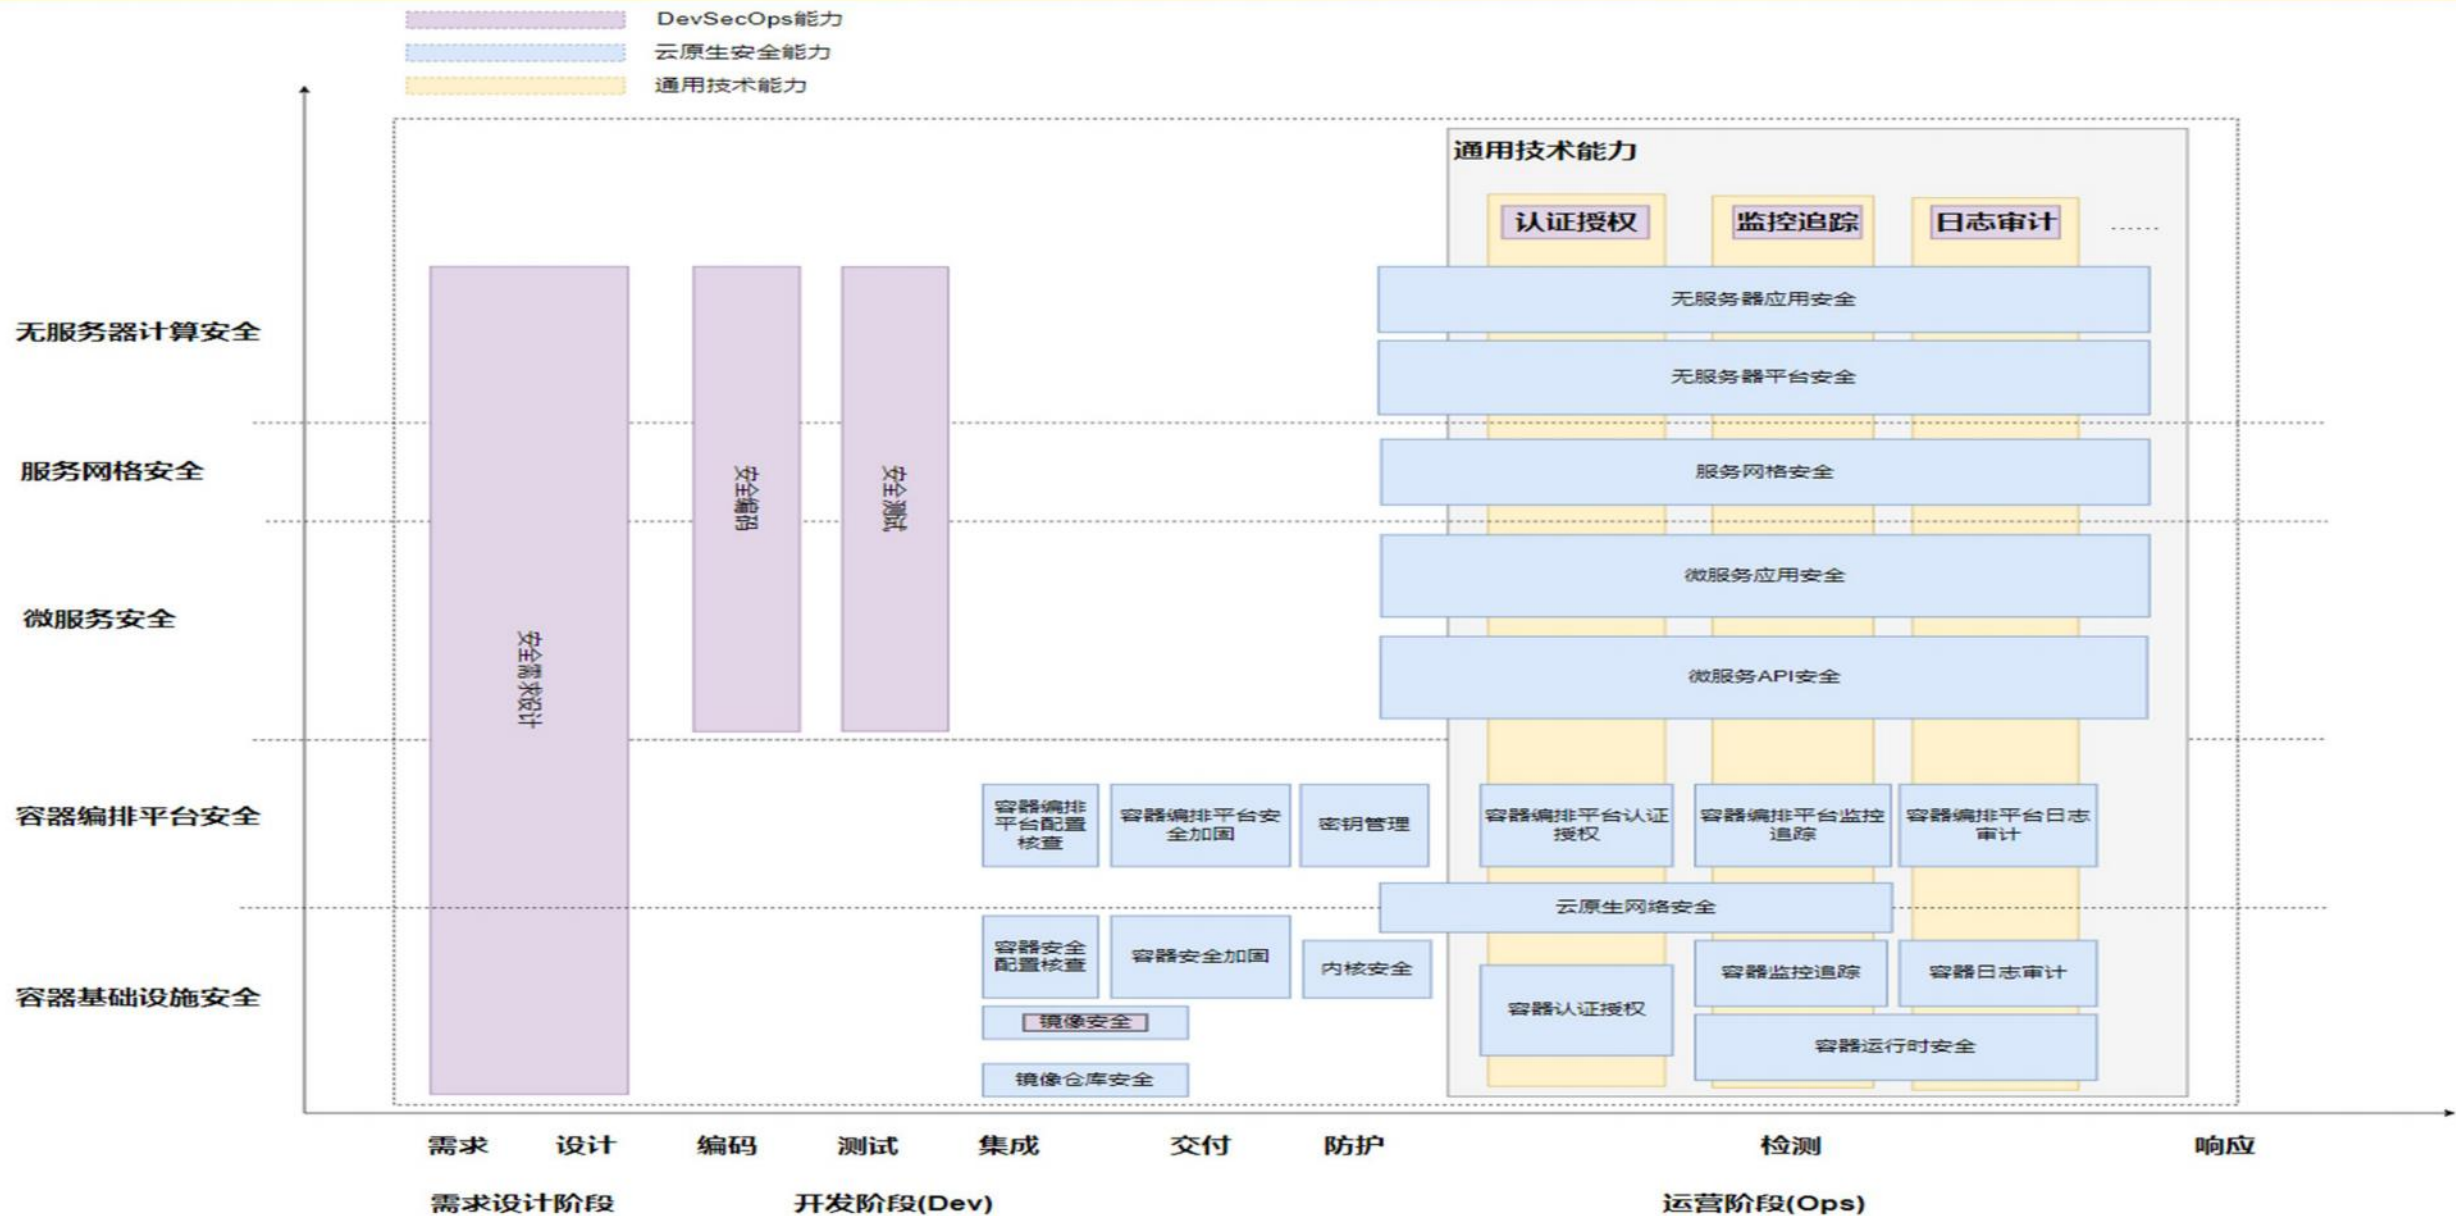 DevSecOps能力
云原生安全能力
通用技术能力
通用技术能力
认证授权
监控追踪
日志审计
......
无服务器计算安全
无服务器应用安全
无服务器平台安全
服务网格安全
服务网格安全
安全编码
安全测试
微服务安全
微服务应用安全
微服务API安全
安全需求设计
容器编排平台安全
容器编排
平台配置
核查
容器编排平台安
全加固
密钥管理
容器编排平台认证
授权
容器编排平台监控
追踪
容器编排平台日志
审计
云原生网络安全
容器基础设施安全
容器安全
配置核查
容器安全加固
内核安全
容器认证授权
容器监控追踪
容器日志审计
镜像安全
容器运行时安全
镜像仓库安全
需求
设计
编码
测试
集成
交付
防护
检测
响应
需求设计阶段
开发阶段(Dev)
运营阶段(Ops)